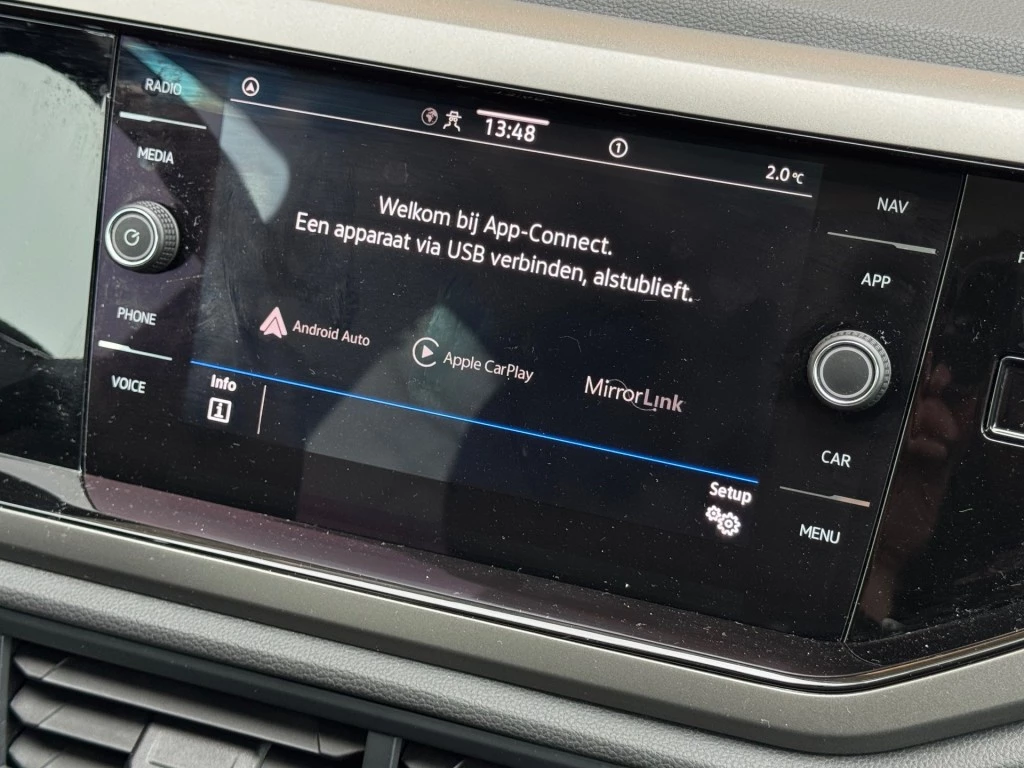 RADIO
MEDIA
PHONE
VOICE
13:48
1
2.0°C
Welkom bij App-Connect.
Een apparaat via USB verbinden, alstublieft.
Android Auto
Apple CarPlay
MirrorLink
Info
i
Setup
NAV
APP
CAR
MENU